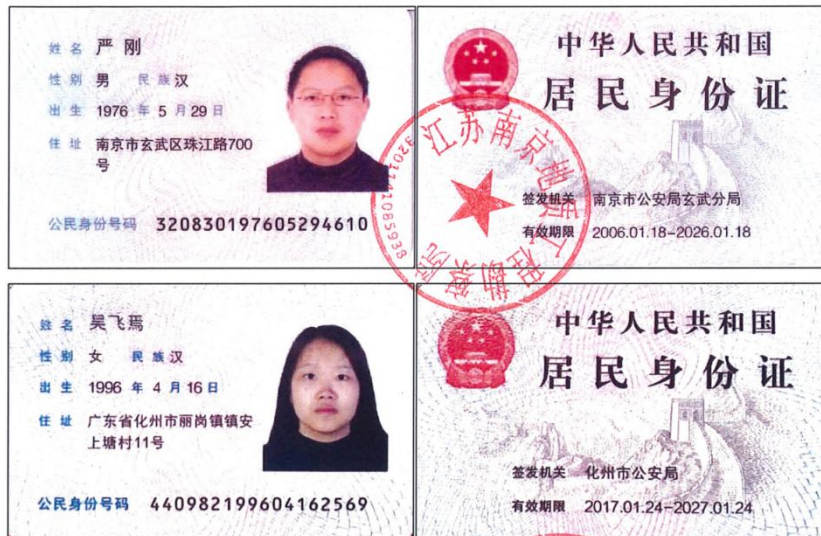 姓名 严刚
性别 男 民族 汉
出生 1976 年 5 月 29 日
住址 南京市玄武区珠江路700
号
公民身份号码 320830197605294610
中华人民共和国
居民身份证
签发机关 南京市公安局玄武分局
有效期限 2006.01.18-2026.01.18
江苏南京地质工程勘察院
3201141085938
姓名 吴飞焉
性别 女 民族 汉
出生 1996 年 4 月 16 日
住址 广东省化州市丽岗镇镇安
上塘村11号
公民身份号码 440982199604162569
中华人民共和国
居民身份证
签发机关 化州市公安局
有效期限 2017.01.24-2027.01.24